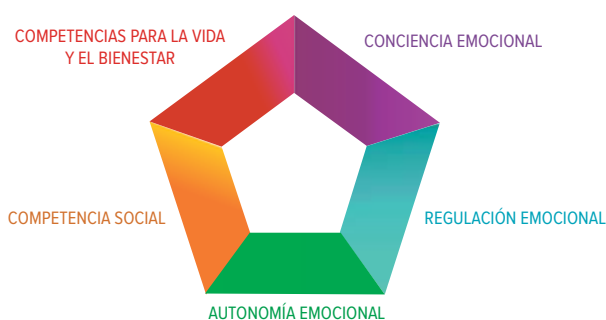 COMPETENCIAS PARA LA VIDA
Y EL BIENESTAR
CONCIENCIA EMOCIONAL
COMPETENCIA SOCIAL
REGULACIÓN EMOCIONAL
AUTONOMÍA EMOCIONAL